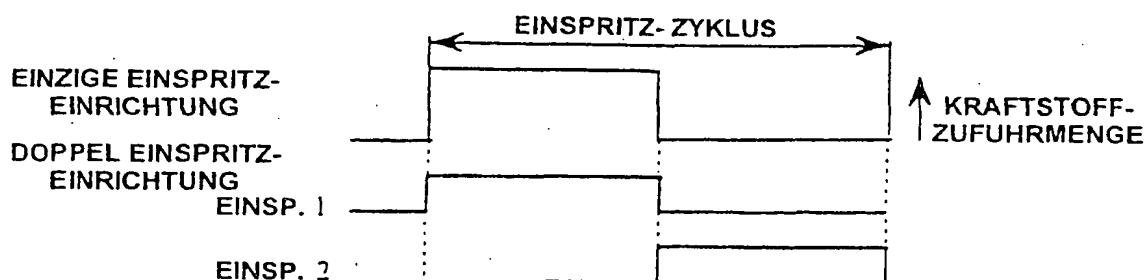 EINSPRITZ-ZYKLUS
EINZIGE EINSPRITZ-
EINRICHTUNG
KRAFTSTOFF-
ZUFUHRMENGE
DOPPEL EINSPRITZ-
EINRICHTUNG
EINSP. 1
EINSP. 2